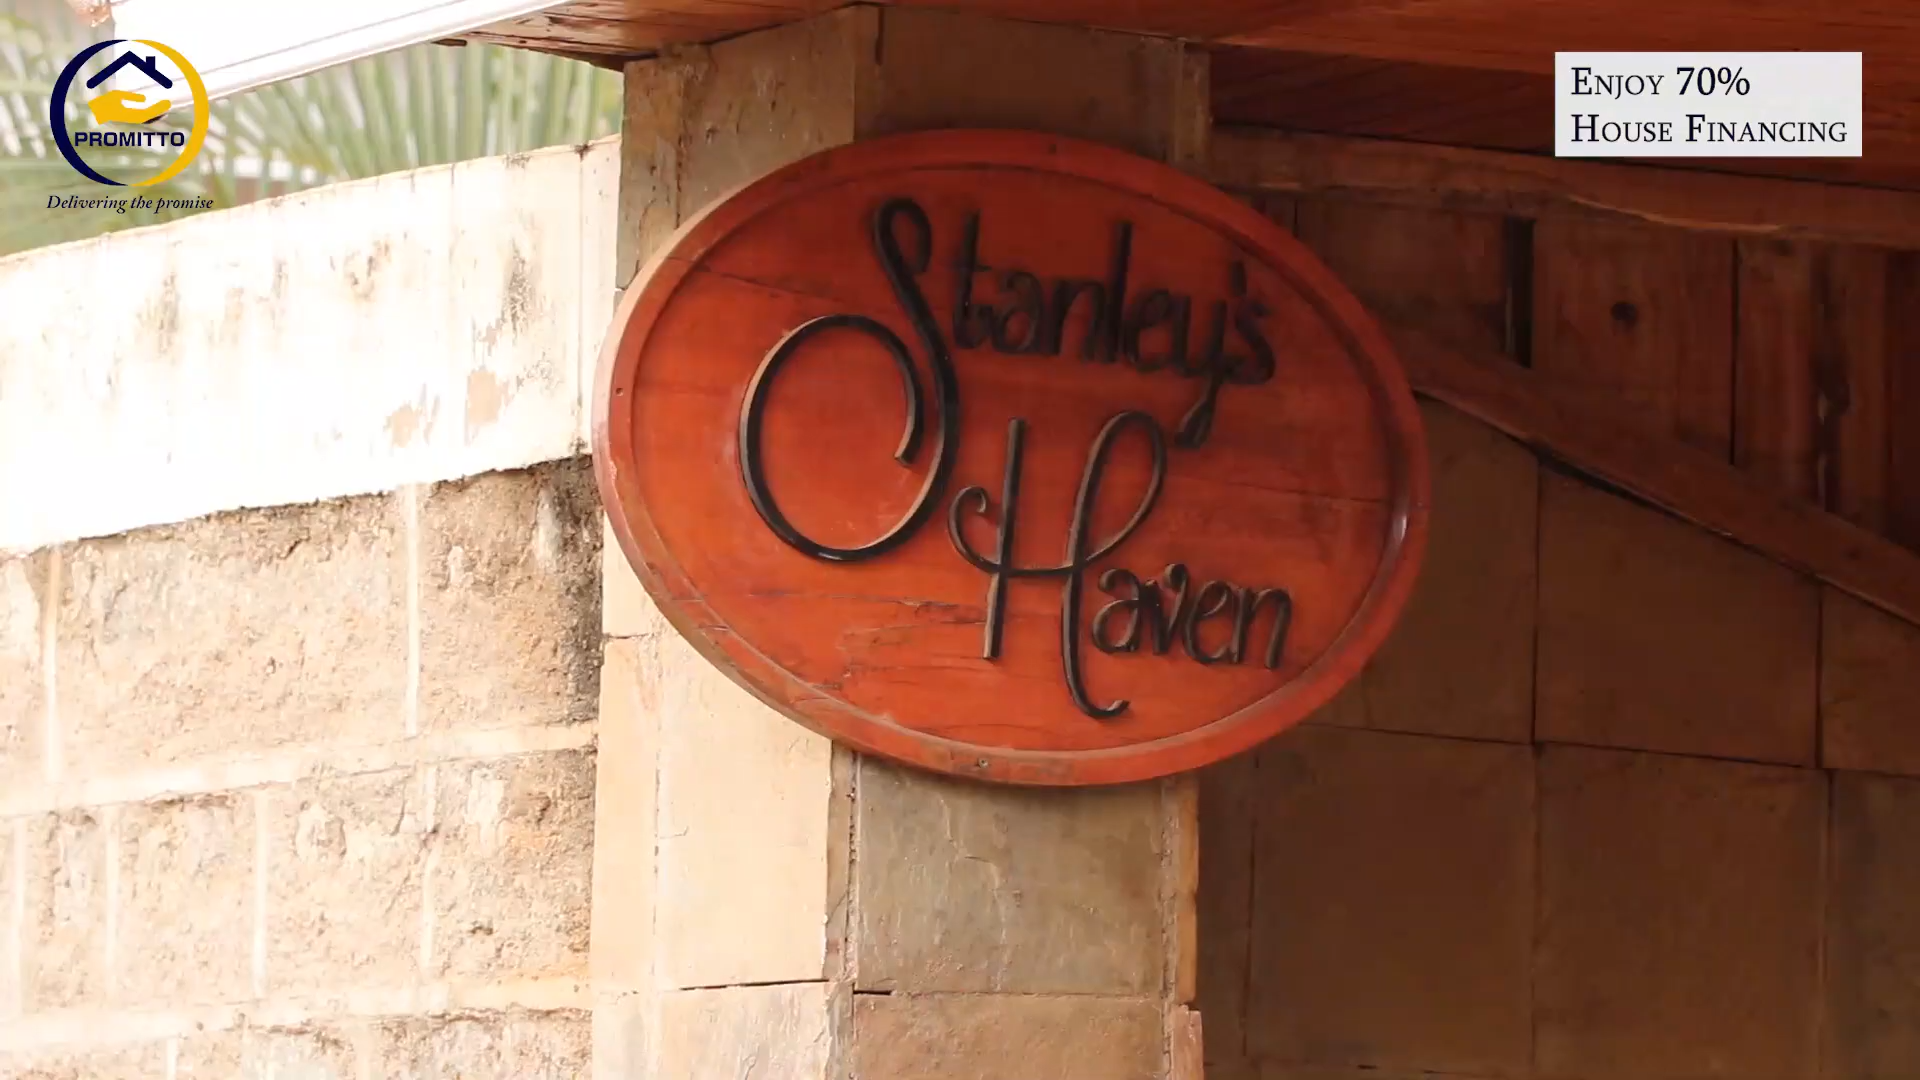 PROMITTO
Delivering the promise
ENJOY 70%
HOUSE FINANCING
Stanley's
Haven